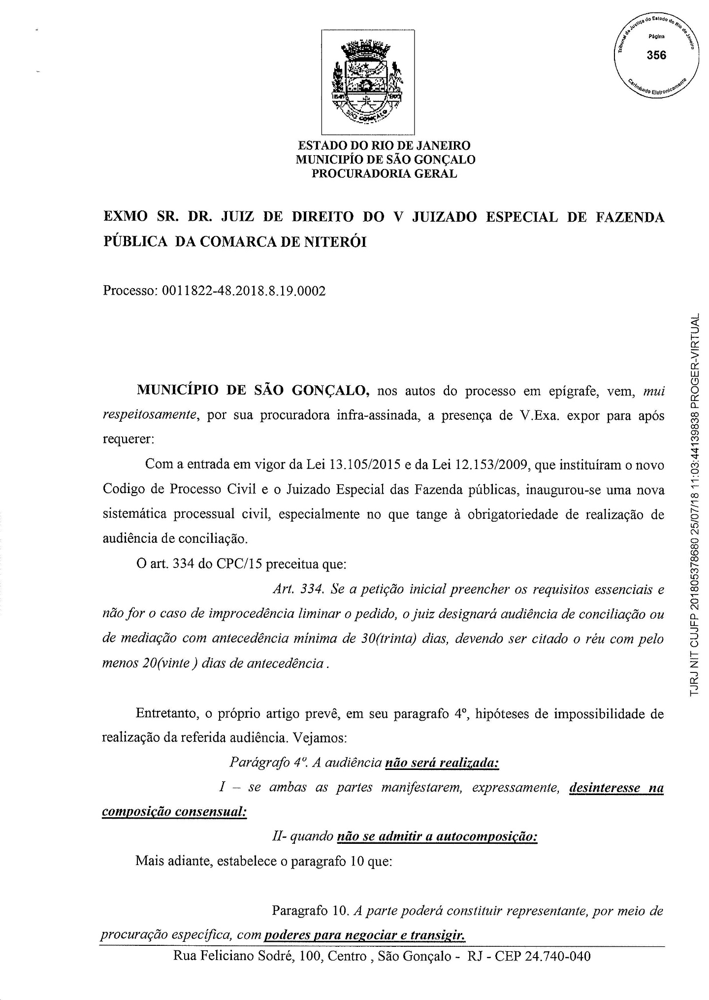 Tribunal de Justiça do Estado do Rio de Janeiro
Página
356
Carimbado Eletronicamente
SÃO GONÇALO
ESTADO DO RIO DE JANEIRO
MUNICIPÍO DE SÃO GONÇALO
PROCURADORIA GERAL
EXMO SR. DR. JUIZ DE DIREITO DO V JUIZADO ESPECIAL DE FAZENDA
PÚBLICA DA COMARCA DE NITERÓI
Processo: 0011822-48.2018.8.19.0002
MUNICÍPIO DE SÃO GONÇALO, nos autos do processo em epígrafe, vem, mui
respeitosamente, por sua procuradora infra-assinada, a presença de V.Exa. expor para após
requerer:
Com a entrada em vigor da Lei 13.105/2015 e da Lei 12.153/2009, que instituíram o novo
Codigo de Processo Civil e o Juizado Especial das Fazenda públicas, inaugurou-se uma nova
sistemática processual civil, especialmente no que tange à obrigatoriedade de realização de
audiência de conciliação.
O art. 334 do CPC/15 preceitua que:
Art. 334. Se a petição inicial preencher os requisitos essenciais e
não for o caso de improcedência liminar o pedido, o juiz designará audiência de conciliação ou
de mediação com antecedência mínima de 30(trinta) dias, devendo ser citado o réu com pelo
menos 20(vinte ) dias de antecedência .
Entretanto, o próprio artigo prevê, em seu paragrafo 4º, hipóteses de impossibilidade de
realização da referida audiência. Vejamos:
Parágrafo 4º. A audiência não será realizada:
I – se ambas as partes manifestarem, expressamente, desinteresse na
composição consensual:
II- quando não se admitir a autocomposição:
Mais adiante, estabelece o paragrafo 10 que:
Paragrafo 10. A parte poderá constituir representante, por meio de
procuração específica, com poderes para negociar e transigir.
Rua Feliciano Sodré, 100, Centro , São Gonçalo - RJ - CEP 24.740-040
TJRJ NIT CUJFP 201805378680 25/07/18 11:03:44139838 PROGER-VIRTUAL